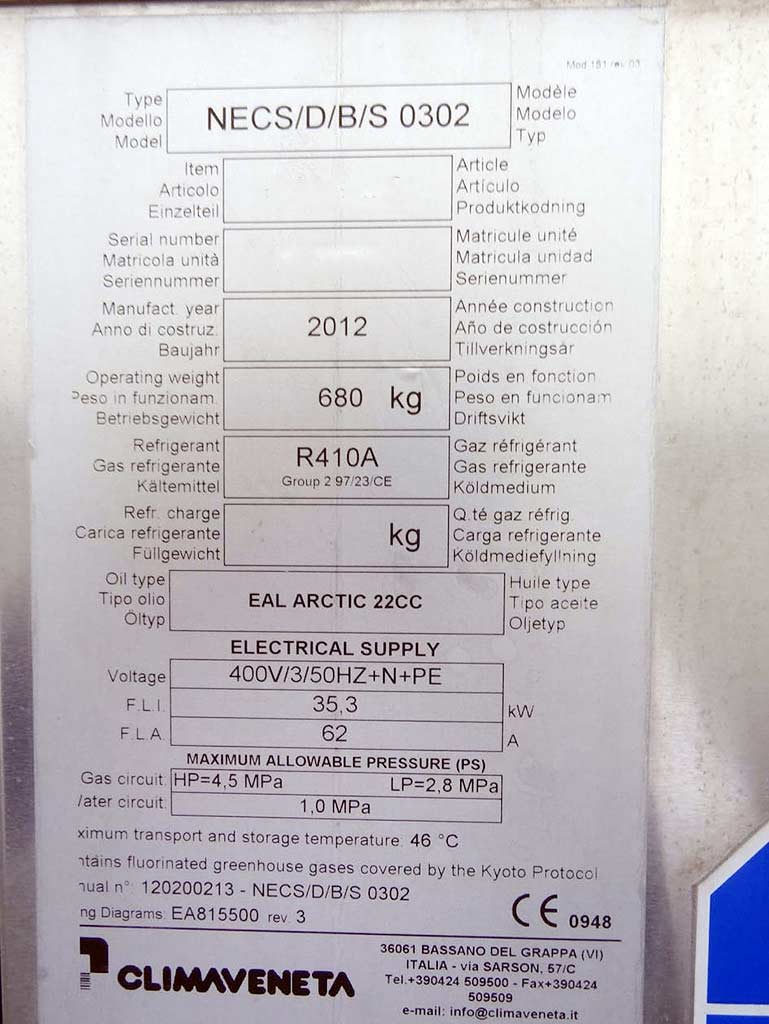 Mod 181 rev 03
Type
Modello
Model
NECS/D/B/S 0302
Modèle
Modelo
Typ
Item
Articolo
Einzelteil
Article
Artículo
Produktkodning
Serial number
Matricola unità
Seriennummer
Matricule unité
Matricula unidad
Serienummer
Manufact. year
Anno di costruz.
Baujahr
2012
Année construction
Año de costrucción
Tillverkningsår
Operating weight
Peso in funzionam.
Betriebsgewicht
680 kg
Poids en fonction
Peso en funcionam
Driftsvikt
Refrigerant
Gas refrigerante
Kältemittel
R410A
Group 2 97/23/CE
Gaz réfrigérant
Gas refrigerante
Köldmedium
Refr. charge
Carica refrigerante
Füllgewicht
kg
Q.té gaz réfrig.
Carga refrigerante
Köldmediefyllning
Oil type
Tipo olio
Öltyp
EAL ARCTIC 22CC
Huile type
Tipo aceite
Oljetyp
ELECTRICAL SUPPLY
Voltage 400V/3/50HZ+N+PE
F.L.I. 35,3 kW
F.L.A. 62 A
MAXIMUM ALLOWABLE PRESSURE (PS)
Gas circuit: HP=4,5 MPa LP=2,8 MPa
/ater circuit: 1,0 MPa
ximum transport and storage temperature: 46 °C
ntains fluorinated greenhouse gases covered by the Kyoto Protocol
nual n°: 120200213 - NECS/D/B/S 0302
ng Diagrams: EA815500 rev. 3
CE 0948
CLIMAVENETA
36061 BASSANO DEL GRAPPA (VI)
ITALIA - via SARSON, 57/C
Tel.+390424 509500 - Fax+390424
509509
e-mail: info@climaveneta.it